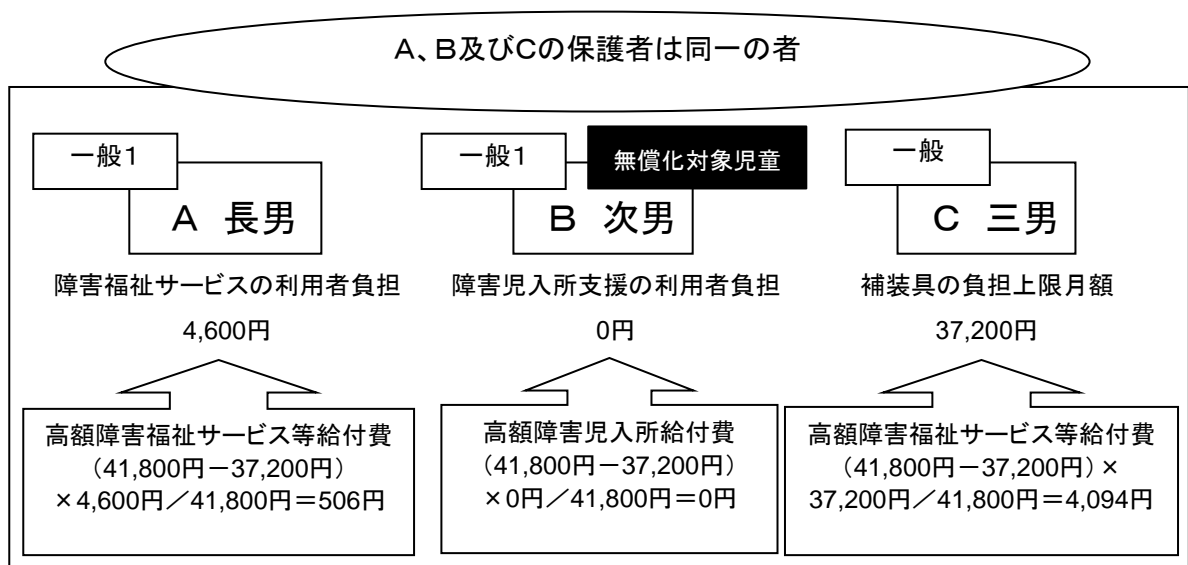 A、B及びCの保護者は同一の者
一般1
A 長男
障害福祉サービスの利用者負担
4,600円
高額障害福祉サービス等給付費
(41,800円-37,200円)
×4,600円/41,800円=506円
一般1
無償化対象児童
B 次男
障害児入所支援の利用者負担
0円
高額障害児入所給付費
(41,800円-37,200円)
×0円/41,800円=0円
一般
C 三男
補装具の負担上限月額
37,200円
高額障害福祉サービス等給付費
(41,800円-37,200円)×
37,200円/41,800円=4,094円